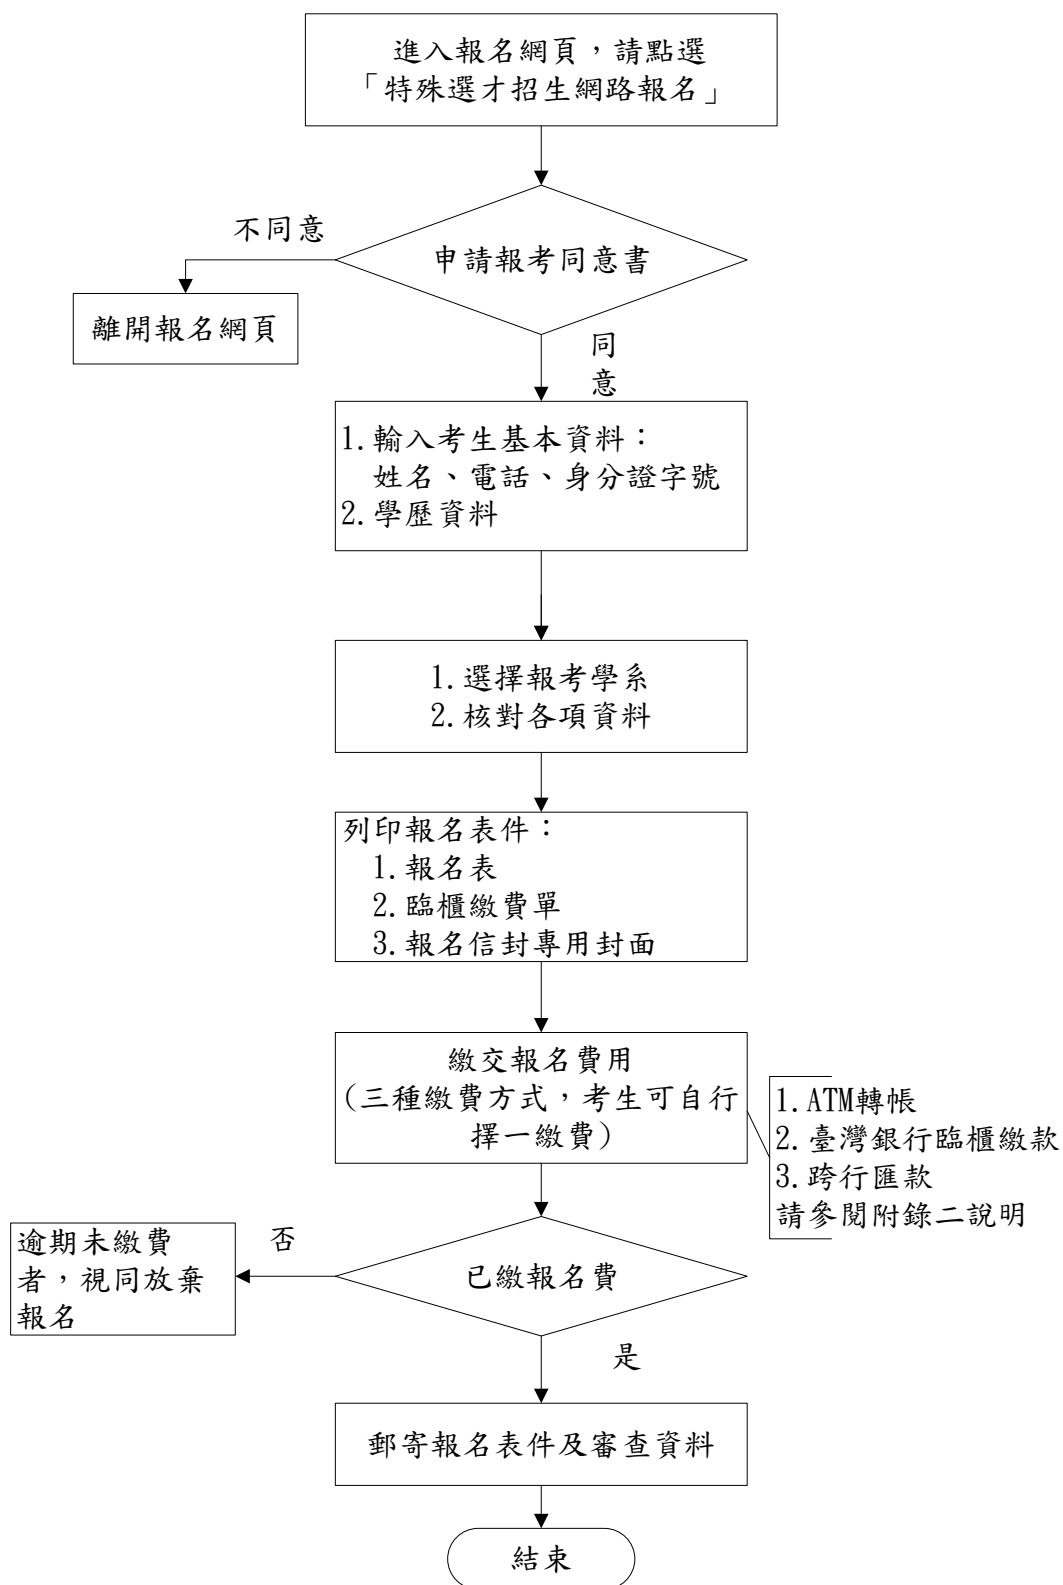 進入報名網頁，請點選
「特殊選才招生網路報名」
不同意
申請報考同意書
離開報名網頁
同
意
1.輸入考生基本資料：
姓名、電話、身分證字號
2.學歷資料
1.選擇報考學系
2.核對各項資料
列印報名表件：
1.報名表
2.臨櫃繳費單
3.報名信封專用封面
繳交報名費用
(三種繳費方式，考生可自行
擇一繳費)
1.ATM轉帳
2.臺灣銀行臨櫃繳款
3.跨行匯款
請參閱附錄二說明
逾期未繳費
者，視同放棄
報名
否
已繳報名費
是
郵寄報名表件及審查資料
結束